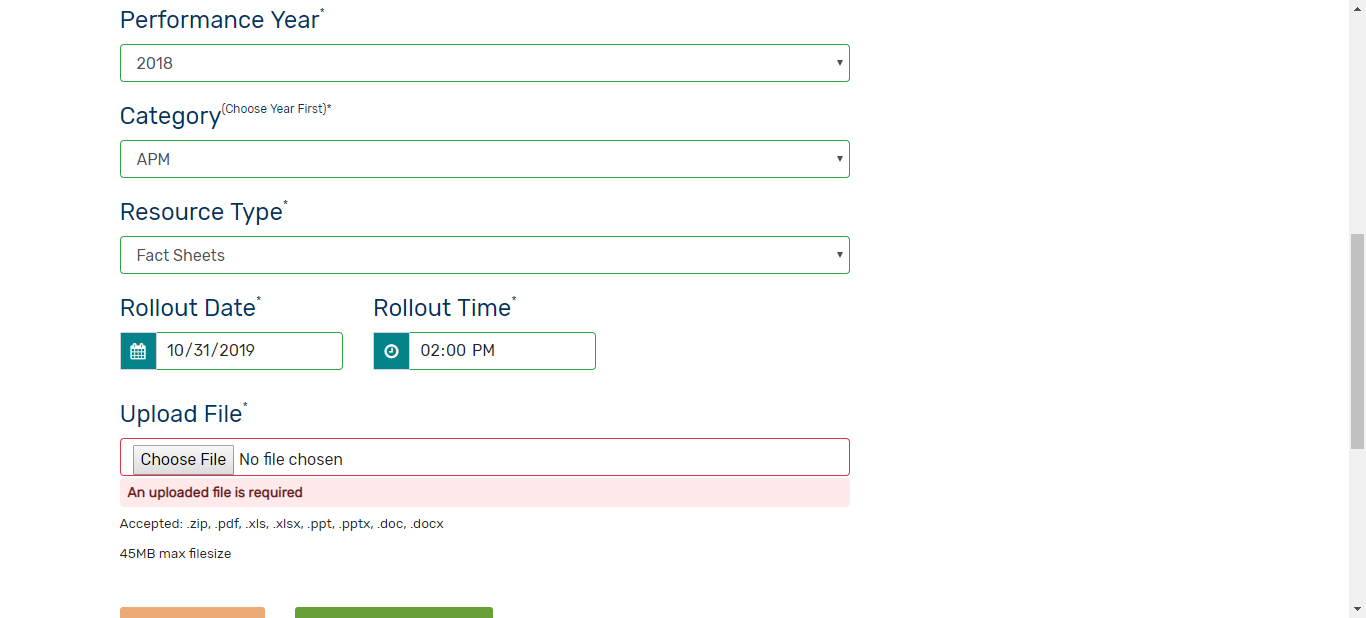 Performance Year*
2018
Category(Choose Year First)*
APM
Resource Type*
Fact Sheets
Rollout Date* Rollout Time*
10/31/2019 02:00 PM
Upload File*
Choose File No file chosen
An uploaded file is required
Accepted: .zip, .pdf, .xls, .xlsx, .ppt, .pptx, .doc, .docx
45MB max filesize